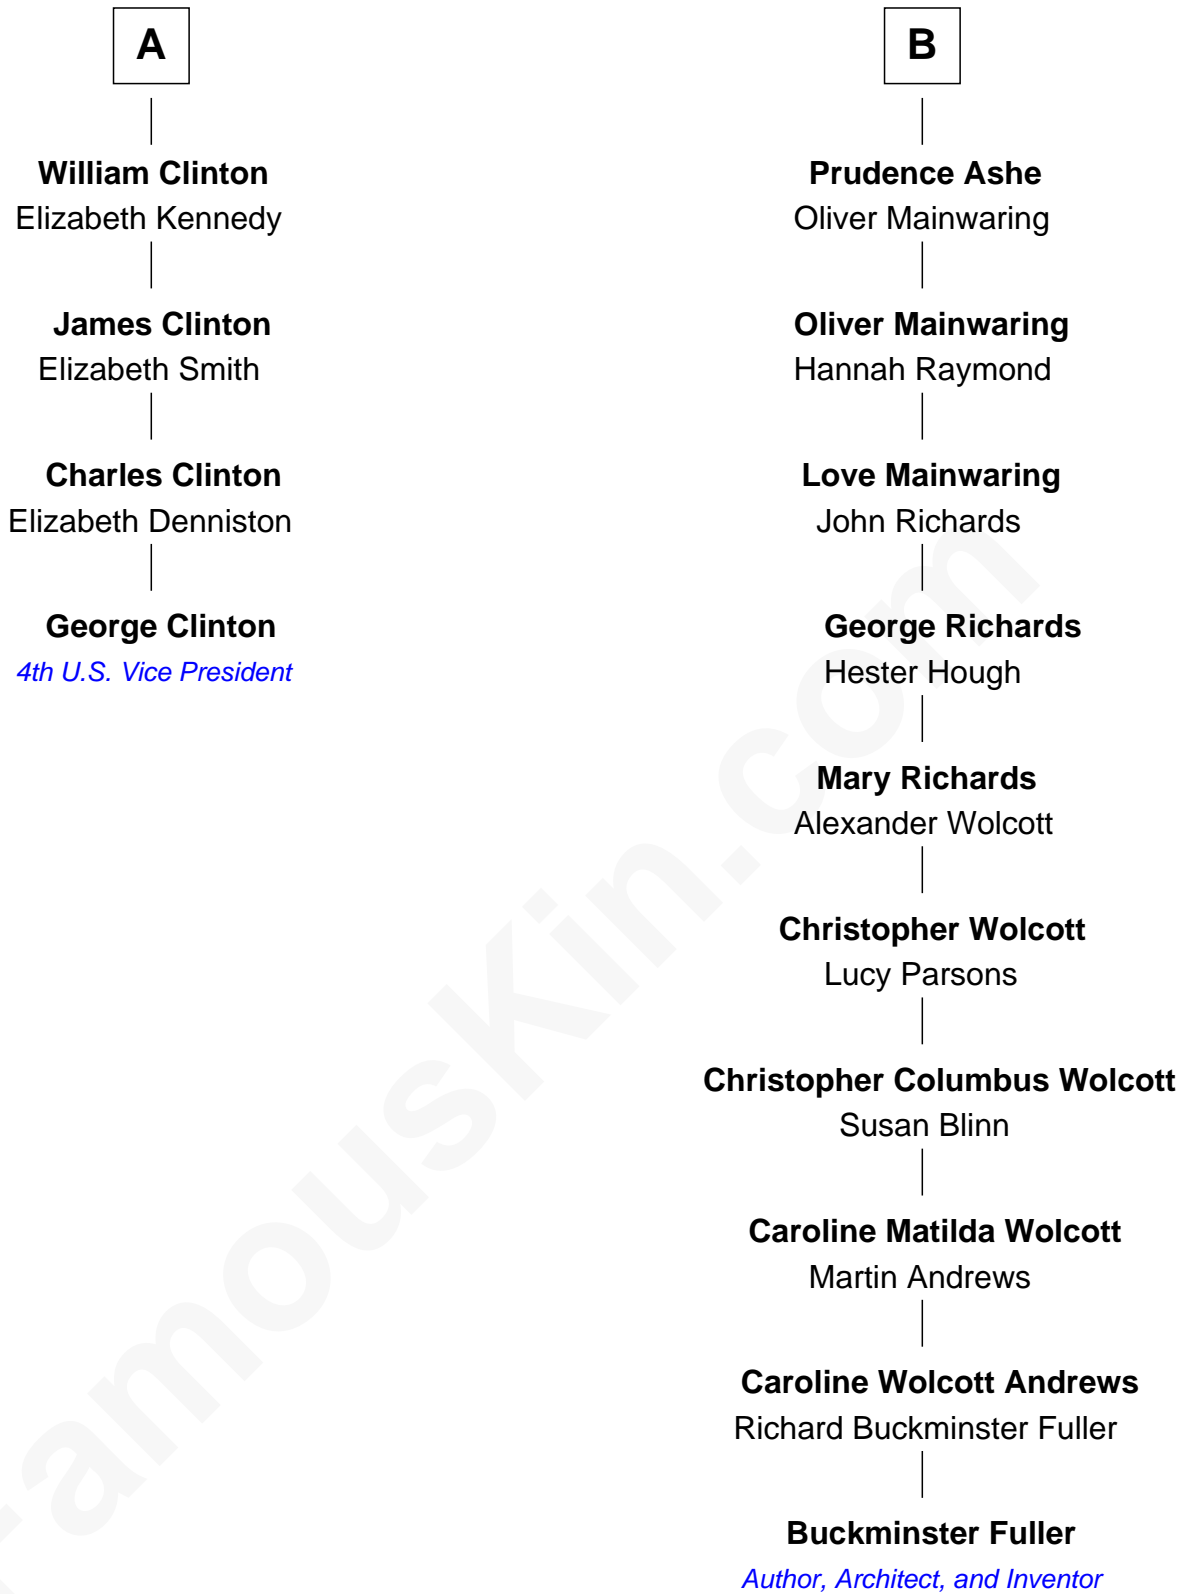 A
William Clinton
Elizabeth Kennedy
James Clinton
Elizabeth Smith
Charles Clinton
Elizabeth Denniston
George Clinton
4th U.S. Vice President
B
Prudence Ashe
Oliver Mainwaring
Oliver Mainwaring
Hannah Raymond
Love Mainwaring
John Richards
George Richards
Hester Hough
Mary Richards
Alexander Wolcott
Christopher Wolcott
Lucy Parsons
Christopher Columbus Wolcott
Susan Blinn
Caroline Matilda Wolcott
Martin Andrews
Caroline Wolcott Andrews
Richard Buckminster Fuller
Buckminster Fuller
Author, Architect, and Inventor
FamousKin.com